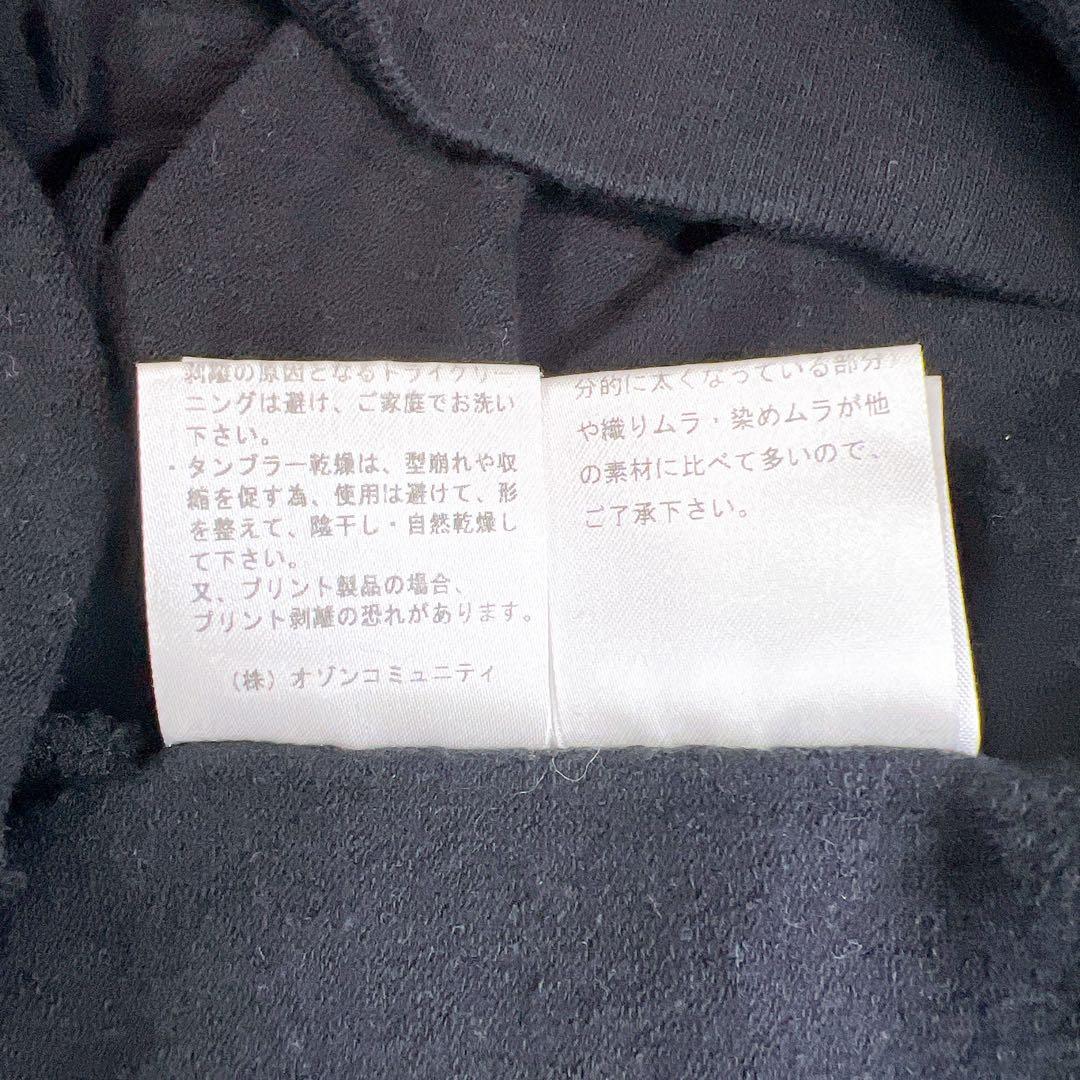 剥離の原因となるドライクリー
ニングは避け、ご家庭でお洗い
下さい。
・タンブラー乾燥は、型崩れや収
縮を促す為、使用は避けて、形
を整えて、陰干し・自然乾燥し
て下さい。
又、プリント製品の場合、
プリント剥離の恐れがあります。
(株)オゾンコミュニティ
分的に太くなっている部分
や織りムラ・染めムラが他
の素材に比べて多いので、
ご了承下さい。